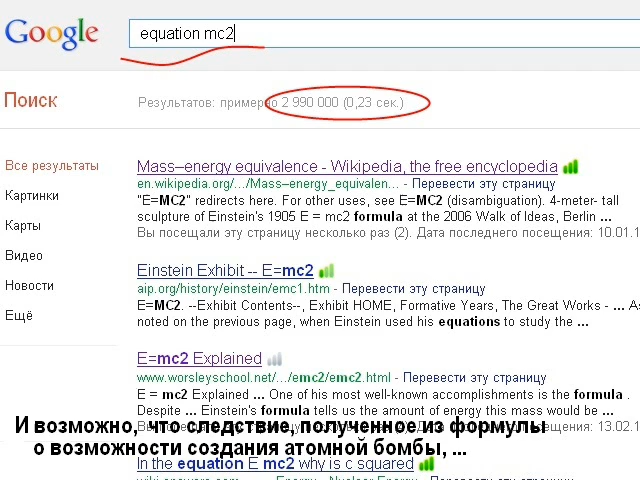 Google
equation mc2
Поиск
Результатов: примерно 2 990 000 (0,23 сек.)
Все результаты
Картинки
Карты
Видео
Новости
Ещё
Mass–energy equivalence - Wikipedia, the free encyclopedia
en.wikipedia.org/.../Mass–energy_equivalen... - Перевести эту страницу
"E=MC2" redirects here. For other uses, see E=MC2 (disambiguation). 4-meter- tall
sculpture of Einstein's 1905 E = mc2 formula at the 2006 Walk of Ideas, Berlin ...
Вы посещали эту страницу несколько раз (2). Дата последнего посещения: 10.01.1
Einstein Exhibit -- E=mc2
aip.org/history/einstein/emc1.htm - Перевести эту страницу
E=MC2. --Exhibit Contents--, Exhibit HOME, Formative Years, The Great Works - ... As
noted on the previous page, when Einstein used his equations to study the ...
E=mc2 Explained
www.worsleyschool.net/.../emc2/emc2.html - Перевести эту страницу
E = mc2 Explained ... One of his most well-known accomplishments is the formula .
Despite ... Einstein's formula tells us the amount of energy this mass would be ...
13.02.1
И возможно, что следствие, полученное из формулы
о возможности создания атомной бомбы, ...
In the equation E mc2 why is c squared